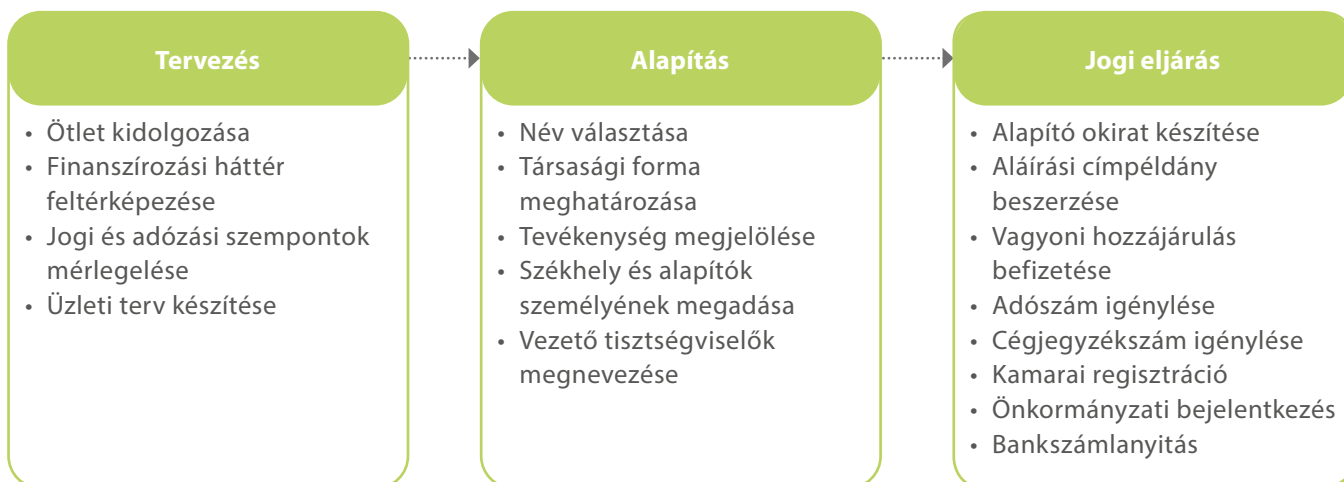 Tervezés
• Ötlet kidolgozása
• Finanszírozási háttér
feltérképezése
• Jogi és adózási szempontok
mérlegelése
• Üzleti terv készítése
Alapítás
• Név választása
• Társasági forma
meghatározása
• Tevékenység megjelölése
• Székhely és alapítók
személyének megadása
• Vezető tisztségviselők
megnevezése
Jogi eljárás
• Alapító okirat készítése
• Aláírási címpéldány
beszerzése
• Vagyoni hozzájárulás
befizetése
• Adószám igénylése
• Cégjegyzékszám igénylése
• Kamarai regisztráció
• Önkormányzati bejelentkezés
• Bankszámlanyitás